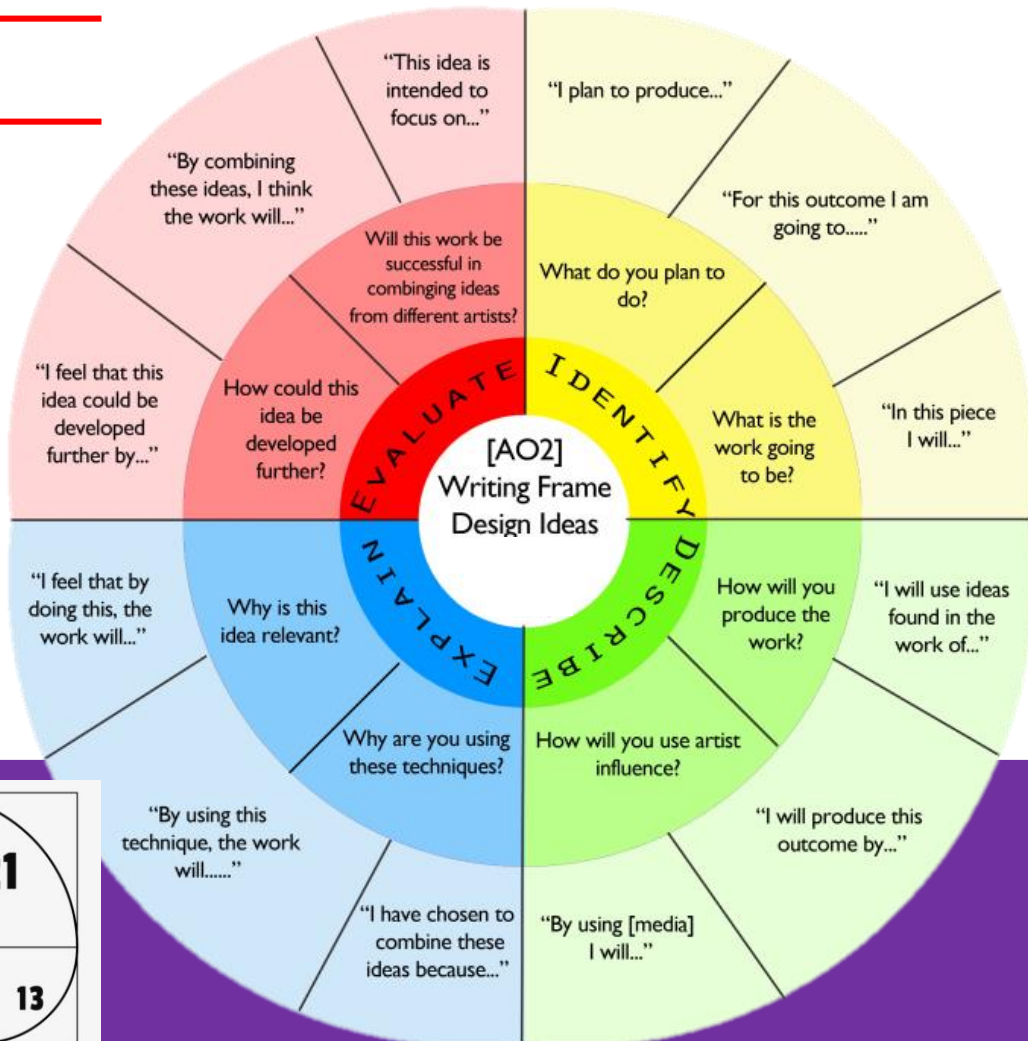 [AO2]
Writing Frame
Design Ideas
IDENTIFY
What do you plan to
do?
What is the
work going
to be?
"I plan to produce..."
"For this outcome I am
going to....."
"In this piece
I will..."
DESCRIBE
How will you
produce the
work?
How will you use artist
influence?
"I will use ideas
found in the
work of..."
"I will produce this
outcome by..."
"By using [media]
I will..."
EXPLAIN
Why are you using
these techniques?
Why is this
idea relevant?
"I have chosen to
combine these
ideas because..."
"By using this
technique, the work
will......"
"I feel that by
doing this, the
work will..."
EVALUATE
How could this
idea be
developed
further?
Will this work be
successful in
combinging ideas
from different artists?
"I feel that this
idea could be
developed
further by..."
"By combining
these ideas, I think
the work will..."
"This idea is
intended to
focus on..."
13